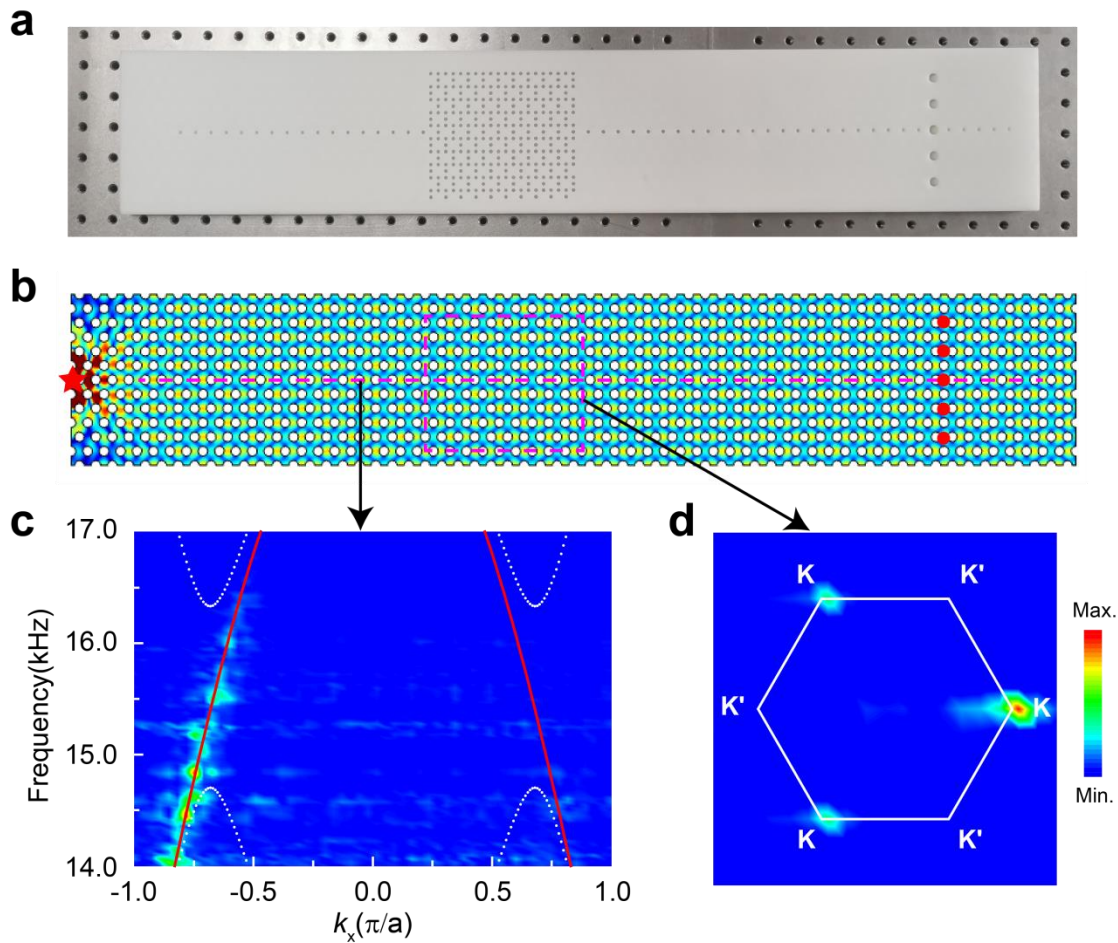 a
b
c
d
17.0
16.0
15.0
14.0
Frequency(kHz)
-1.0 -0.5 0.0 0.5 1.0
kₓ(π/a)
K K'
K' K
K K'
Max.
Min.